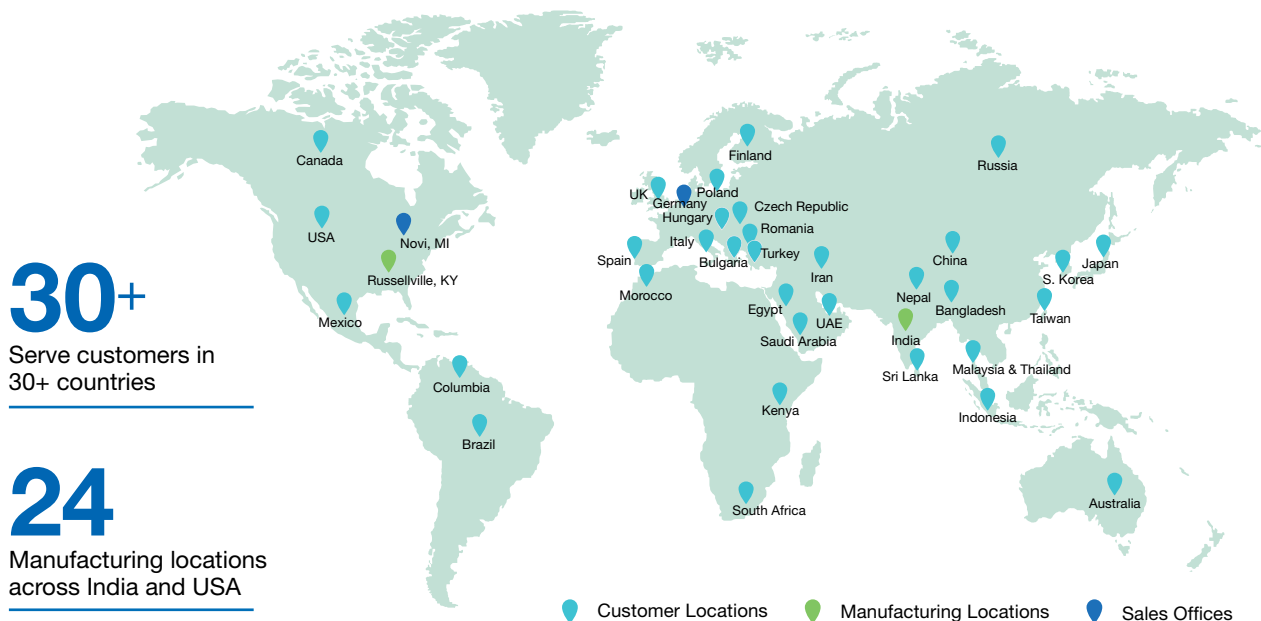 30+
Serve customers in
30+ countries
24
Manufacturing locations
across India and USA
Canada
USA
Novi, MI
Russellville, KY
Mexico
Columbia
Brazil
Finland
UK
Poland
Germany
Hungary
Czech Republic
Romania
Italy
Turkey
Spain
Bulgaria
Morocco
Iran
Egypt
UAE
Saudi Arabia
Kenya
South Africa
Russia
China
Japan
S. Korea
Nepal
Bangladesh
Taiwan
India
Sri Lanka
Malaysia & Thailand
Indonesia
Australia
Customer Locations
Manufacturing Locations
Sales Offices